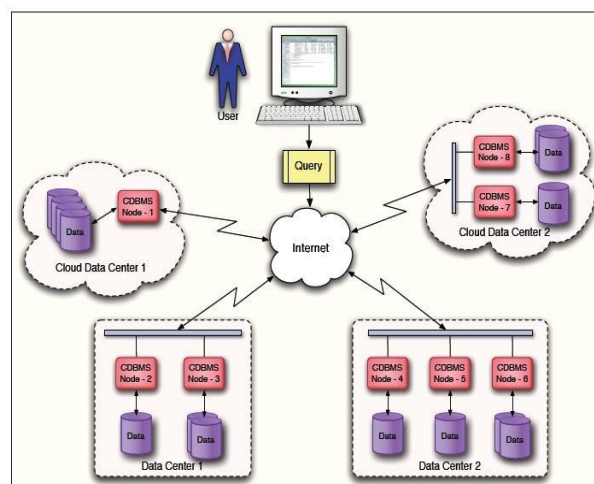 User
Query
Internet
CDBMS
Node - 1
Data
Cloud Data Center 1
CDBMS
Node - 8
Data
CDBMS
Node - 7
Data
Cloud Data Center 2
CDBMS
Node - 2
CDBMS
Node - 3
Data
Data
Data Center 1
CDBMS
Node - 4
CDBMS
Node - 5
CDBMS
Node - 6
Data
Data
Data
Data Center 2